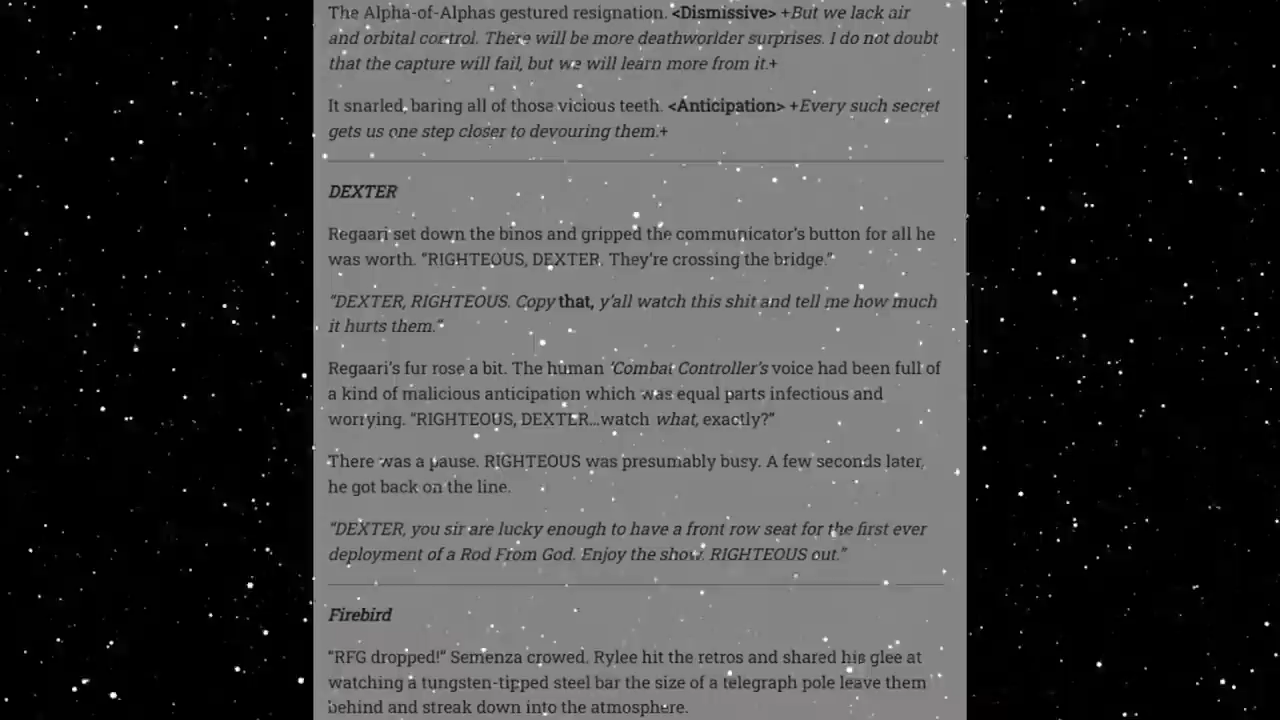 The Alpha-of-Alphas gestured resignation. <Dismissive> +But we lack air
and orbital control. There will be more deathworlder surprises. I do not doubt
that the capture will fail, but we will learn more from it.+
It snarled, baring all of those vicious teeth. <Anticipation> +Every such secret
gets us one step closer to devouring them.+
DEXTER
Regaari set down the binos and gripped the communicator's button for all he
was worth. “RIGHTEOUS, DEXTER. They're crossing the bridge.”
“DEXTER, RIGHTEOUS. Copy that, y'all watch this shit and tell me how much
it hurts them.”
Regaari's fur rose a bit. The human 'Combat Controller's voice had been full of
a kind of malicious anticipation which was equal parts infectious and
worrying. “RIGHTEOUS, DEXTER…watch what, exactly?”
There was a pause. RIGHTEOUS was presumably busy. A few seconds later,
he got back on the line.
“DEXTER, you sir are lucky enough to have a front row seat for the first ever
deployment of a Rod From God. Enjoy the show. RIGHTEOUS out.”
Firebird
“RFG dropped!” Semenza crowed. Rylee hit the retros and shared his glee at
watching a tungsten-tipped steel bar the size of a telegraph pole leave them
behind and streak down into the atmosphere.